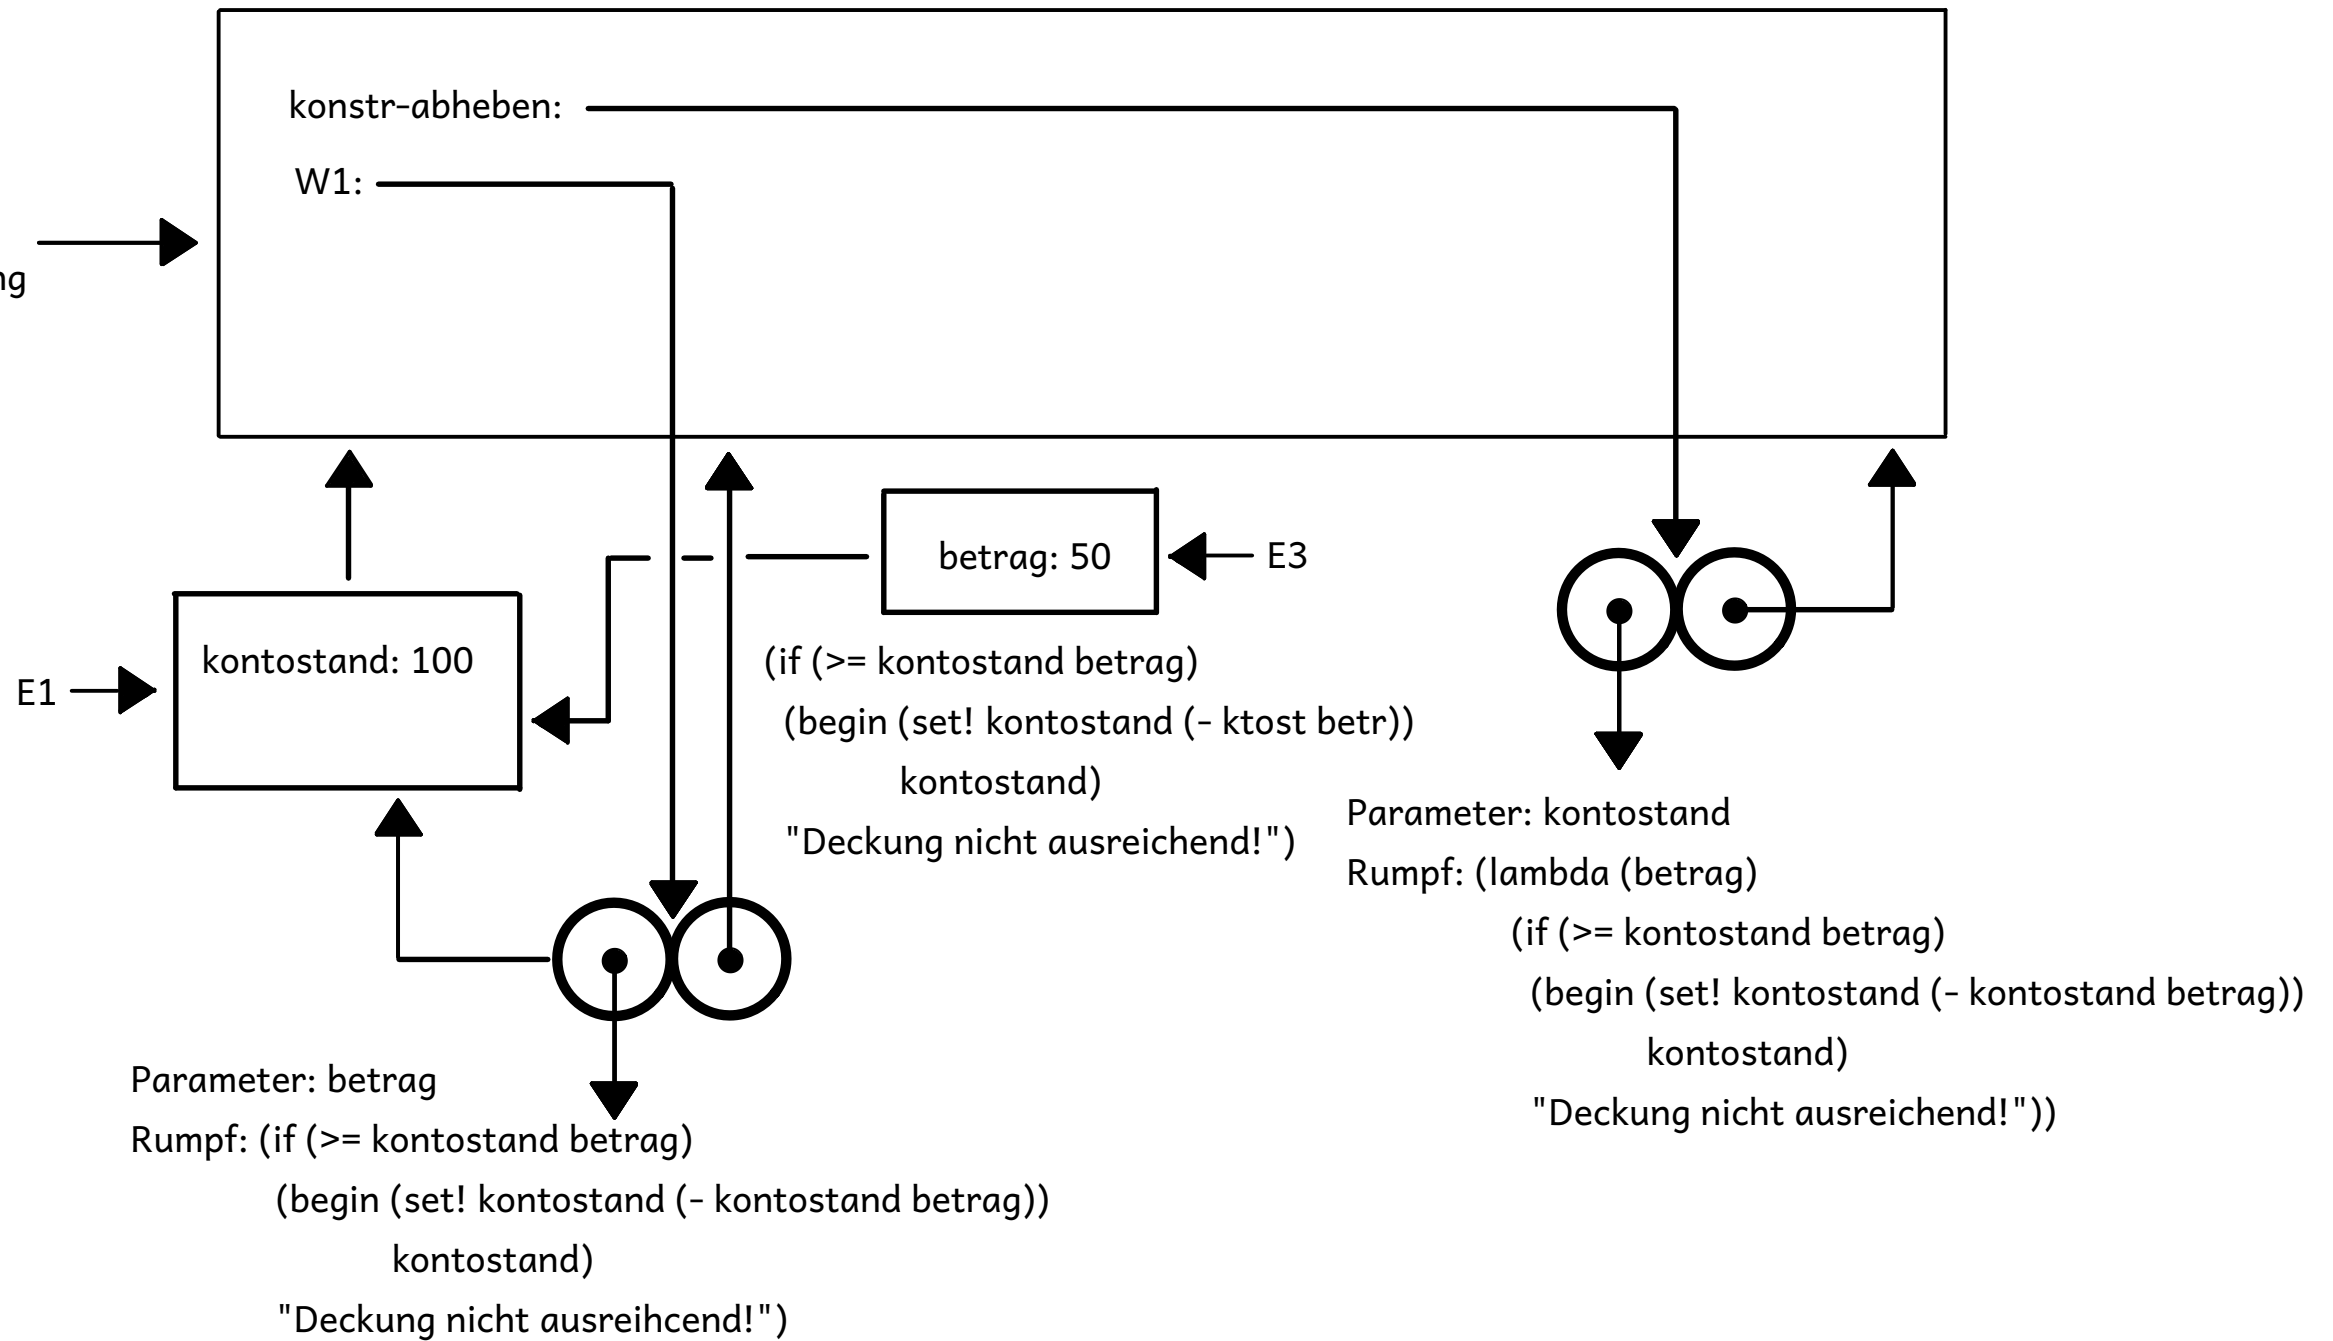 konstr-abheben:
W1:
ng
betrag: 50
E3
kontostand: 100
E1
(if (>= kontostand betrag)
(begin (set! kontostand (- ktost betr))
kontostand)
"Deckung nicht ausreichend!")
Parameter: kontostand
Rumpf: (lambda (betrag)
(if (>= kontostand betrag)
(begin (set! kontostand (- kontostand betrag))
kontostand)
"Deckung nicht ausreichend!"))
Parameter: betrag
Rumpf: (if (>= kontostand betrag)
(begin (set! kontostand (- kontostand betrag))
kontostand)
"Deckung nicht ausreihcend!")